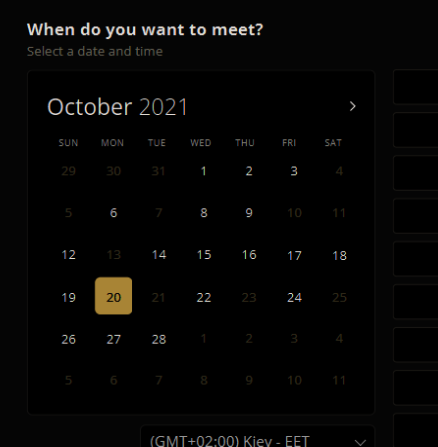 When do you want to meet?
Select a date and time
October 2021
SUN MON TUE WED THU FRI SAT
29 30 31 1 2 3 4
5 6 7 8 9 10 11
12 13 14 15 16 17 18
19 20 21 22 23 24 25
26 27 28 1 2 3 4
5 6 7 8 9 10 11
(GMT+02:00) Kiev - EET